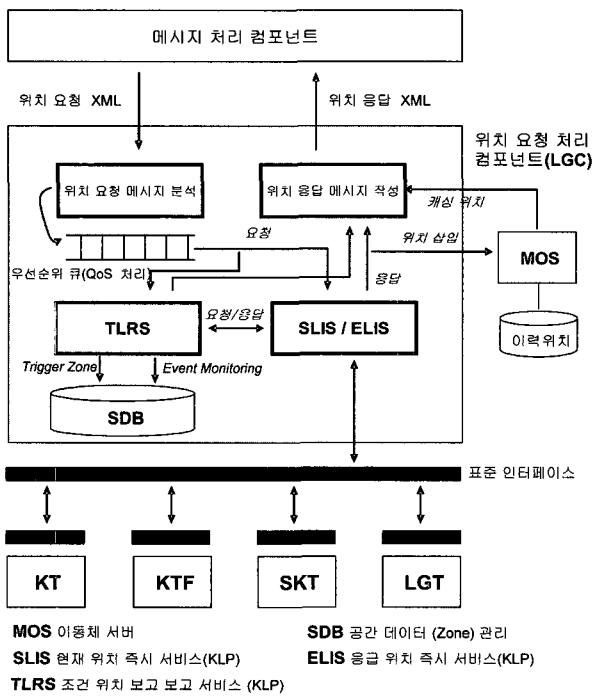 메시지 처리 컴포넌트
위치 요청 XML
위치 응답 XML
위치 요청 처리
컴포넌트(LGC)
위치 요청 메시지 분석
위치 응답 메시지 작성
캐싱 위치
요청
위치 삽입
MOS
우선순위 큐(QoS 처리)
응답
TLRS
요청/응답
SLIS / ELIS
이력위치
Trigger Zone
Event Monitoring
SDB
표준 인터페이스
KT
KTF
SKT
LGT
MOS 이동체 서버
SDB 공간 데이터 (Zone) 관리
SLIS 현재 위치 즉시 서비스(KLP)
ELIS 응급 위치 즉시 서비스(KLP)
TLRS 조건 위치 보고 보고 서비스 (KLP)